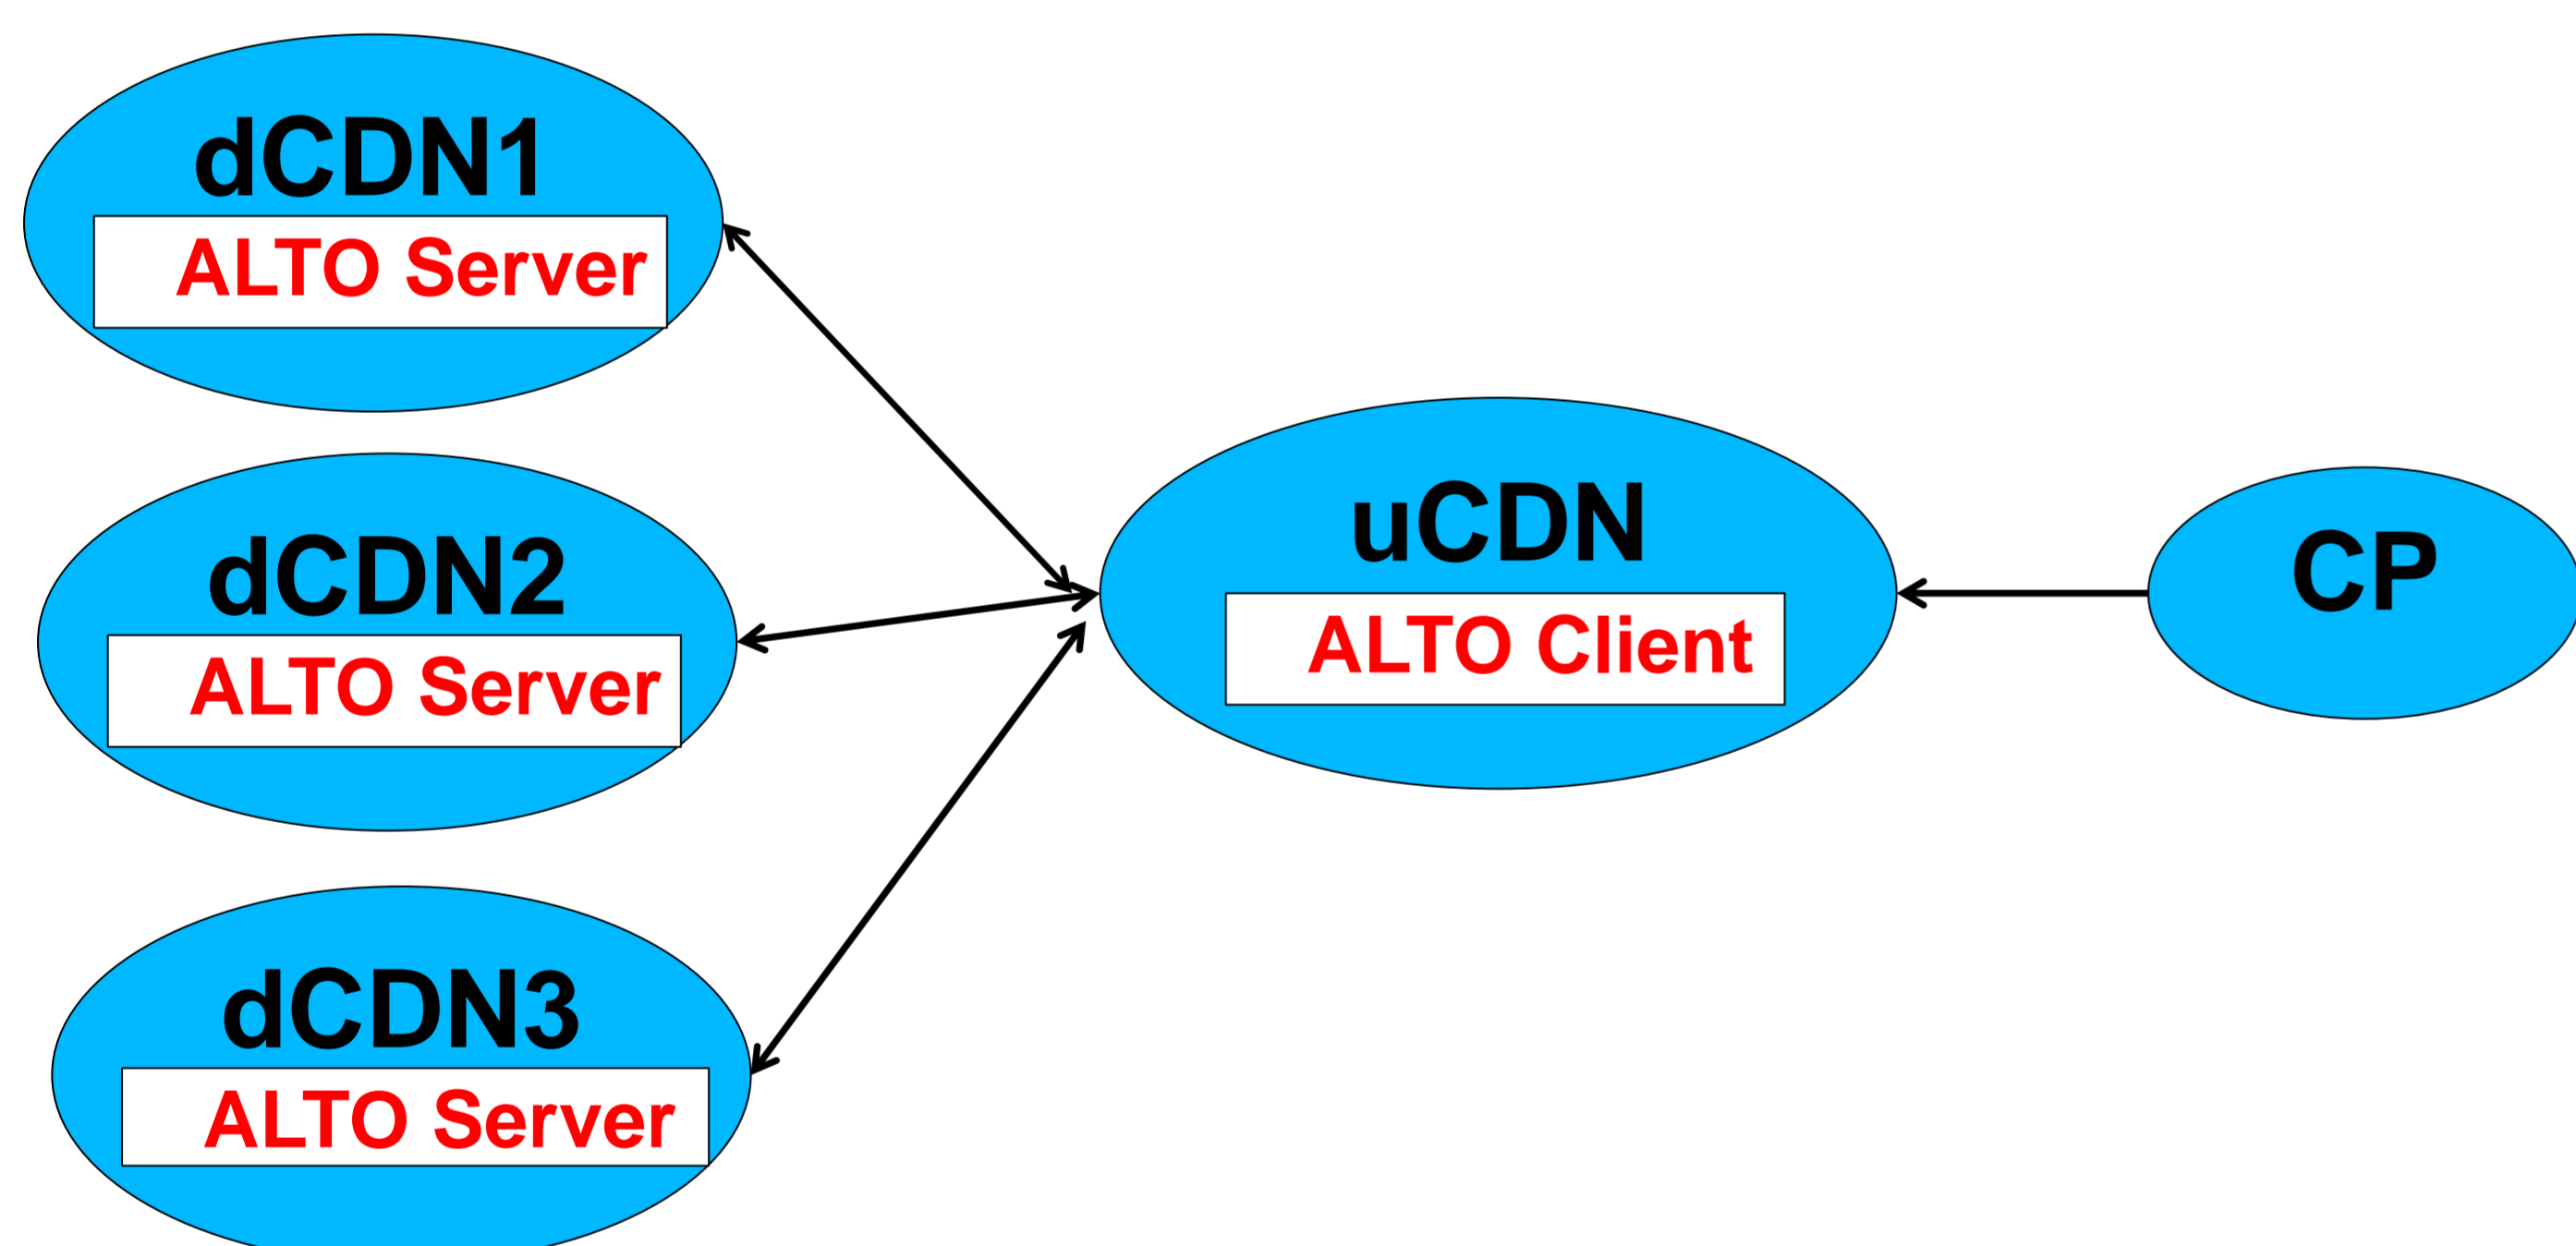 dCDN1
ALTO Server
dCDN2
ALTO Server
dCDN3
ALTO Server
uCDN
ALTO Client
CP